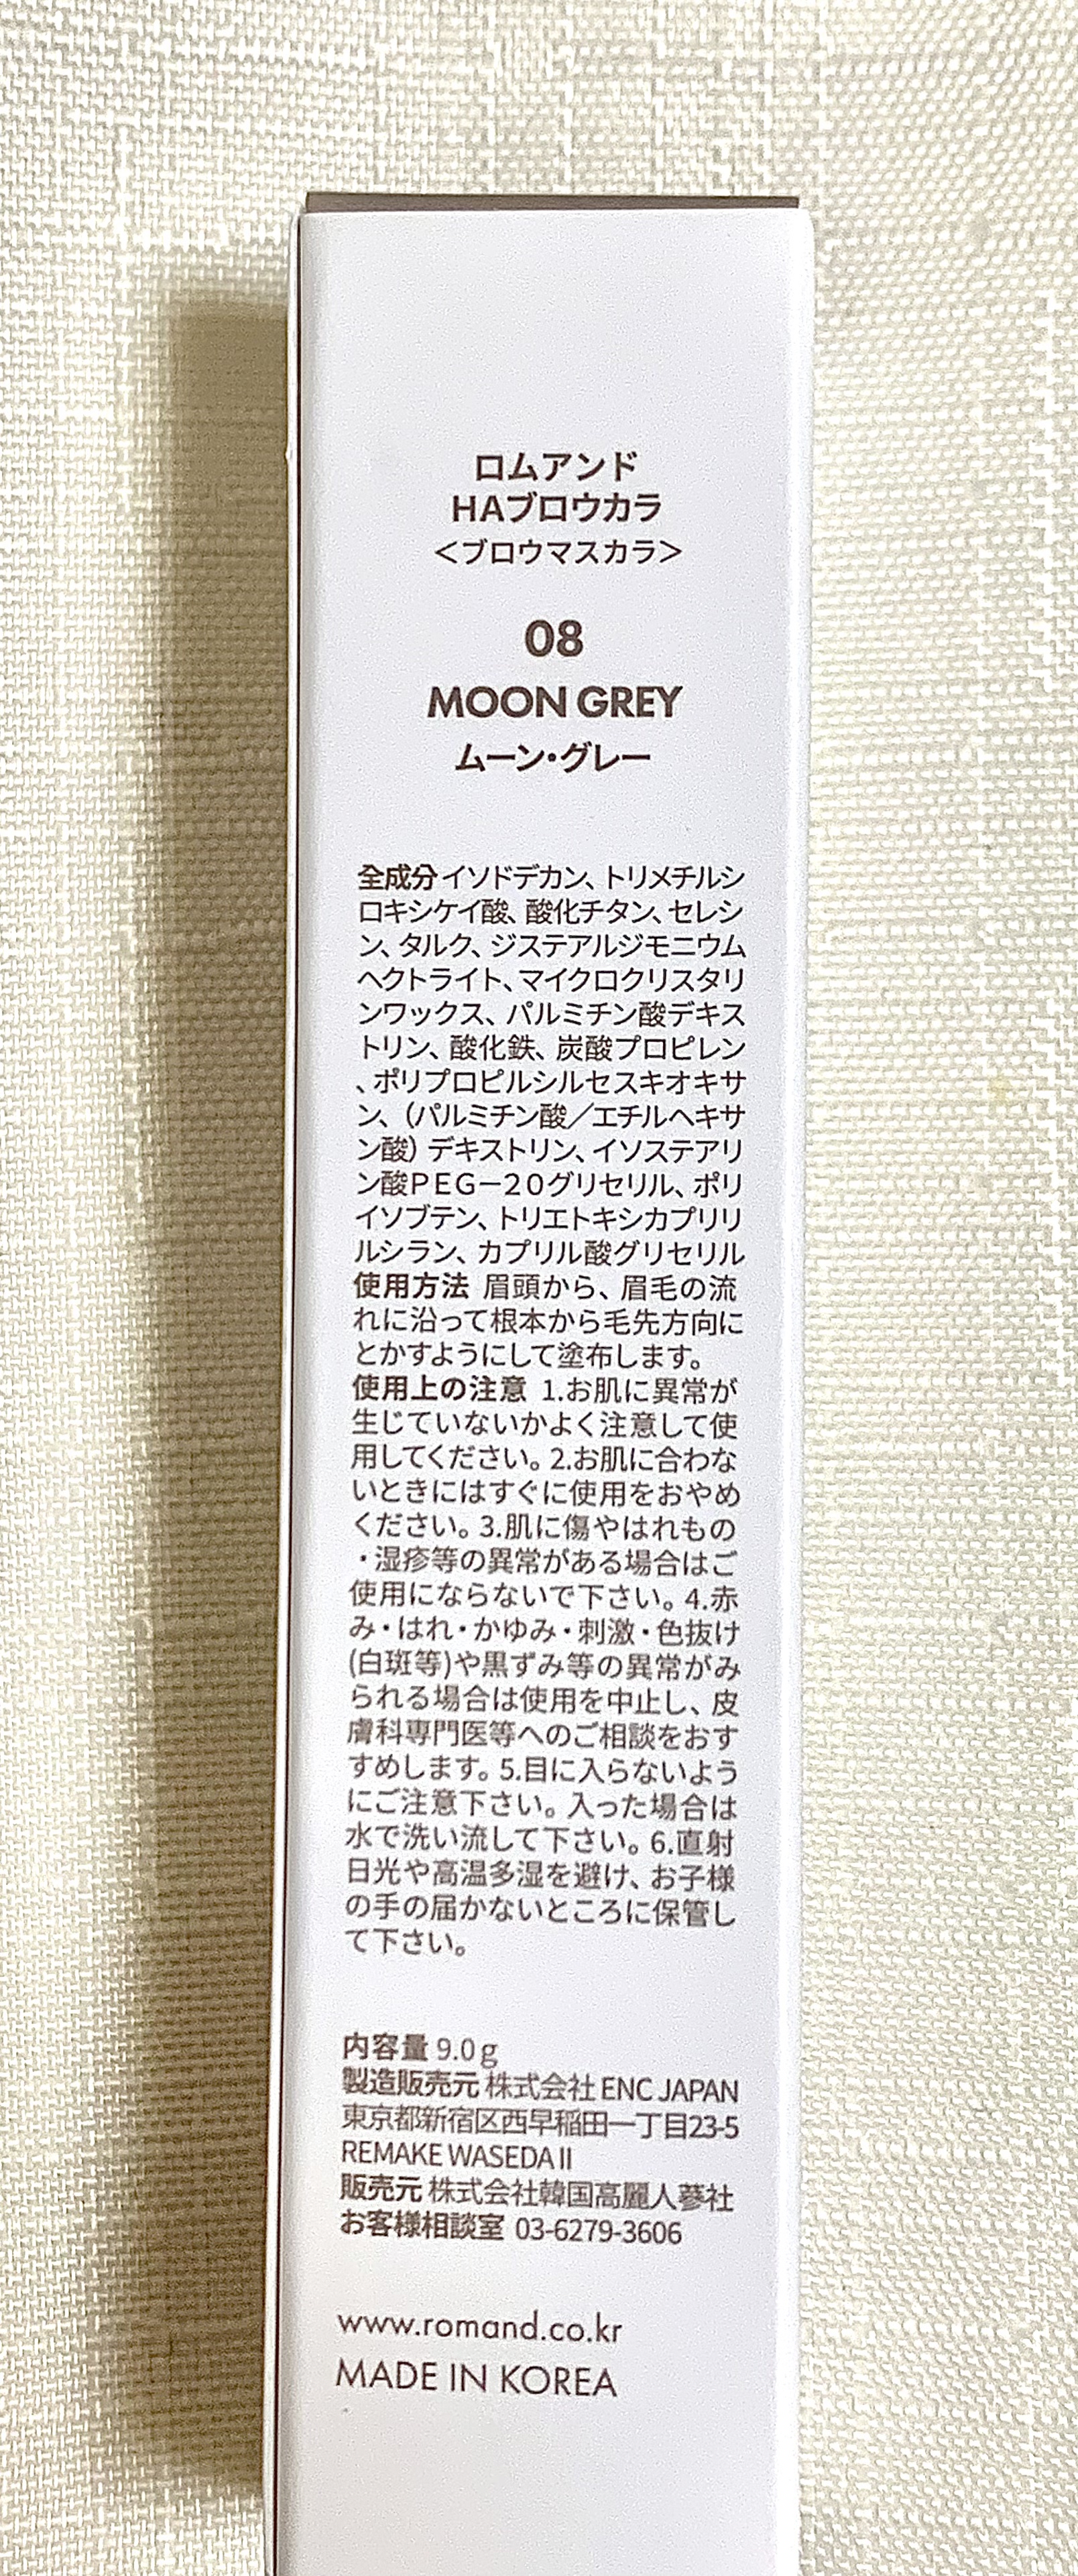 ロムアンド
HAブロウカラ
＜ブロウマスカラ＞
08
MOON GREY
ムーン・グレー
全成分 イソドデカン、トリメチルシ
ロキシケイ酸、酸化チタン、セレシ
ン、タルク、ジステアルジモニウム
ヘクトライト、マイクロクリスタリ
ンワックス、パルミチン酸デキス
トリン、酸化鉄、炭酸プロピレン
、ポリプロピルシルセスキオキサ
ン、（パルミチン酸／エチルヘキサ
ン酸）デキストリン、イソステアリ
ン酸PEG－20グリセリル、ポリ
イソブテン、トリエトキシカプリリ
ルシラン、カプリル酸グリセリル
使用方法 眉頭から、眉毛の流
れに沿って根本から毛先方向に
とかすようにして塗布します。
使用上の注意 1.お肌に異常が
生じていないかよく注意して使
用してください。2.お肌に合わな
いときにはすぐに使用をおやめ
ください。3.肌に傷やはれもの
・湿疹等の異常がある場合はご
使用にならないで下さい。4.赤
み・はれ・かゆみ・刺激・色抜け
(白斑等)や黒ずみ等の異常がみ
られる場合は使用を中止し、皮
膚科専門医等へのご相談をおす
すめします。5.目に入らないよう
にご注意下さい。入った場合は
水で洗い流して下さい。6.直射
日光や高温多湿を避け、お子様
の手の届かないところに保管し
て下さい。
内容量 9.0g
製造販売元 株式会社 ENC JAPAN
東京都新宿区西早稲田一丁目23-5
REMAKE WASEDA II
販売元 株式会社韓国高麗人蔘社
お客様相談室 03-6279-3606
www.romand.co.kr
MADE IN KOREA